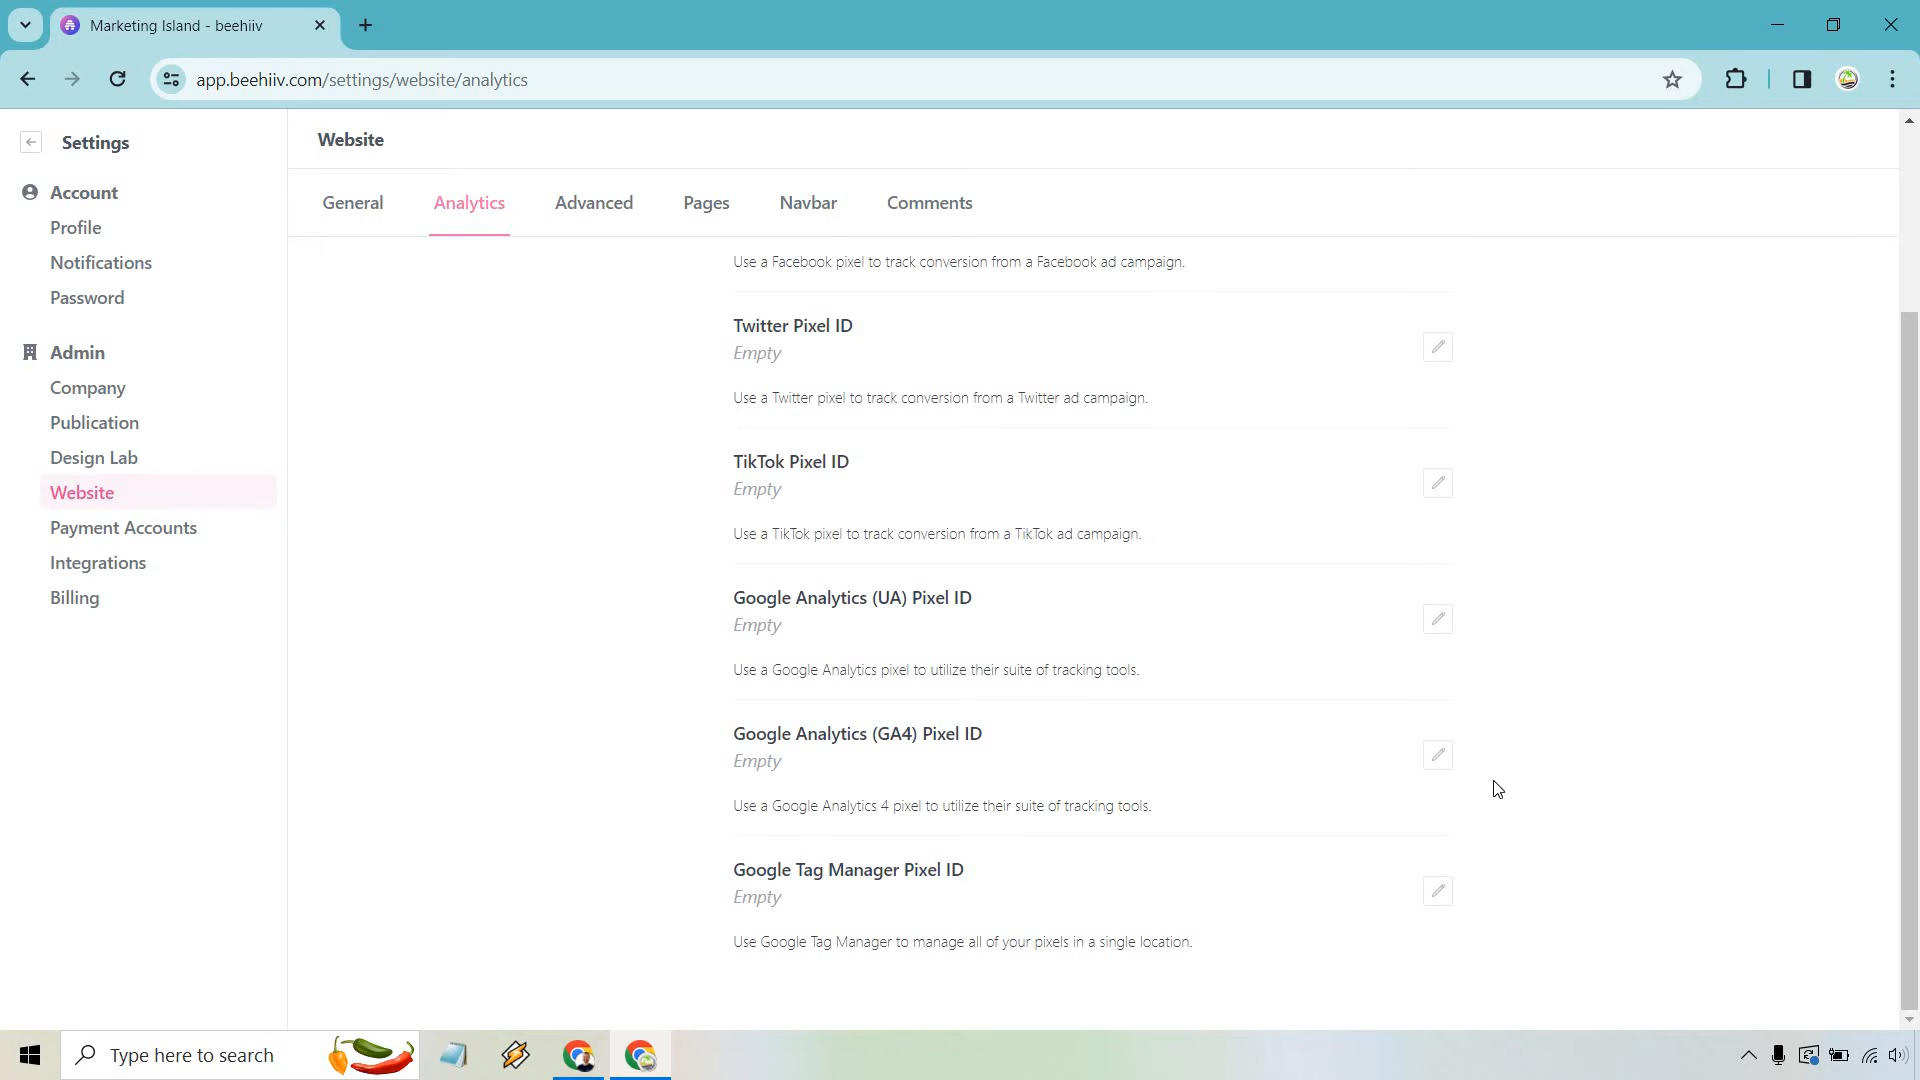 Marketing Island - beehiiv
app.beehiiv.com/settings/website/analytics
Settings
Account
Profile
Notifications
Password
Admin
Company
Publication
Design Lab
Website
Payment Accounts
Integrations
Billing
Website
General Analytics Advanced Pages Navbar Comments
Use a Facebook pixel to track conversion from a Facebook ad campaign.
Twitter Pixel ID
Empty
Use a Twitter pixel to track conversion from a Twitter ad campaign.
TikTok Pixel ID
Empty
Use a TikTok pixel to track conversion from a TikTok ad campaign.
Google Analytics (UA) Pixel ID
Empty
Use a Google Analytics pixel to utilize their suite of tracking tools.
Google Analytics (GA4) Pixel ID
Empty
Use a Google Analytics 4 pixel to utilize their suite of tracking tools.
Google Tag Manager Pixel ID
Empty
Use Google Tag Manager to manage all of your pixels in a single location.
Type here to search